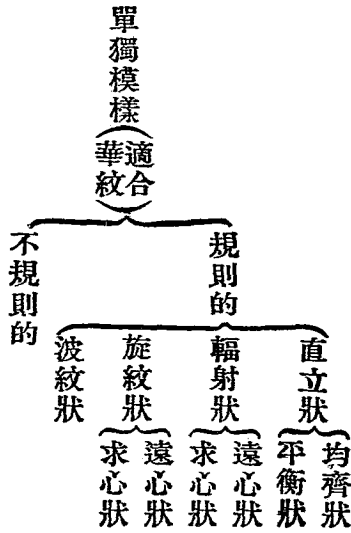 單獨模樣
（適合
華紋）
規則的
不規則的
直立狀
輻射狀
旋紋狀
波紋狀
均齊狀
平衡狀
遠心狀
求心狀
遠心狀
求心狀